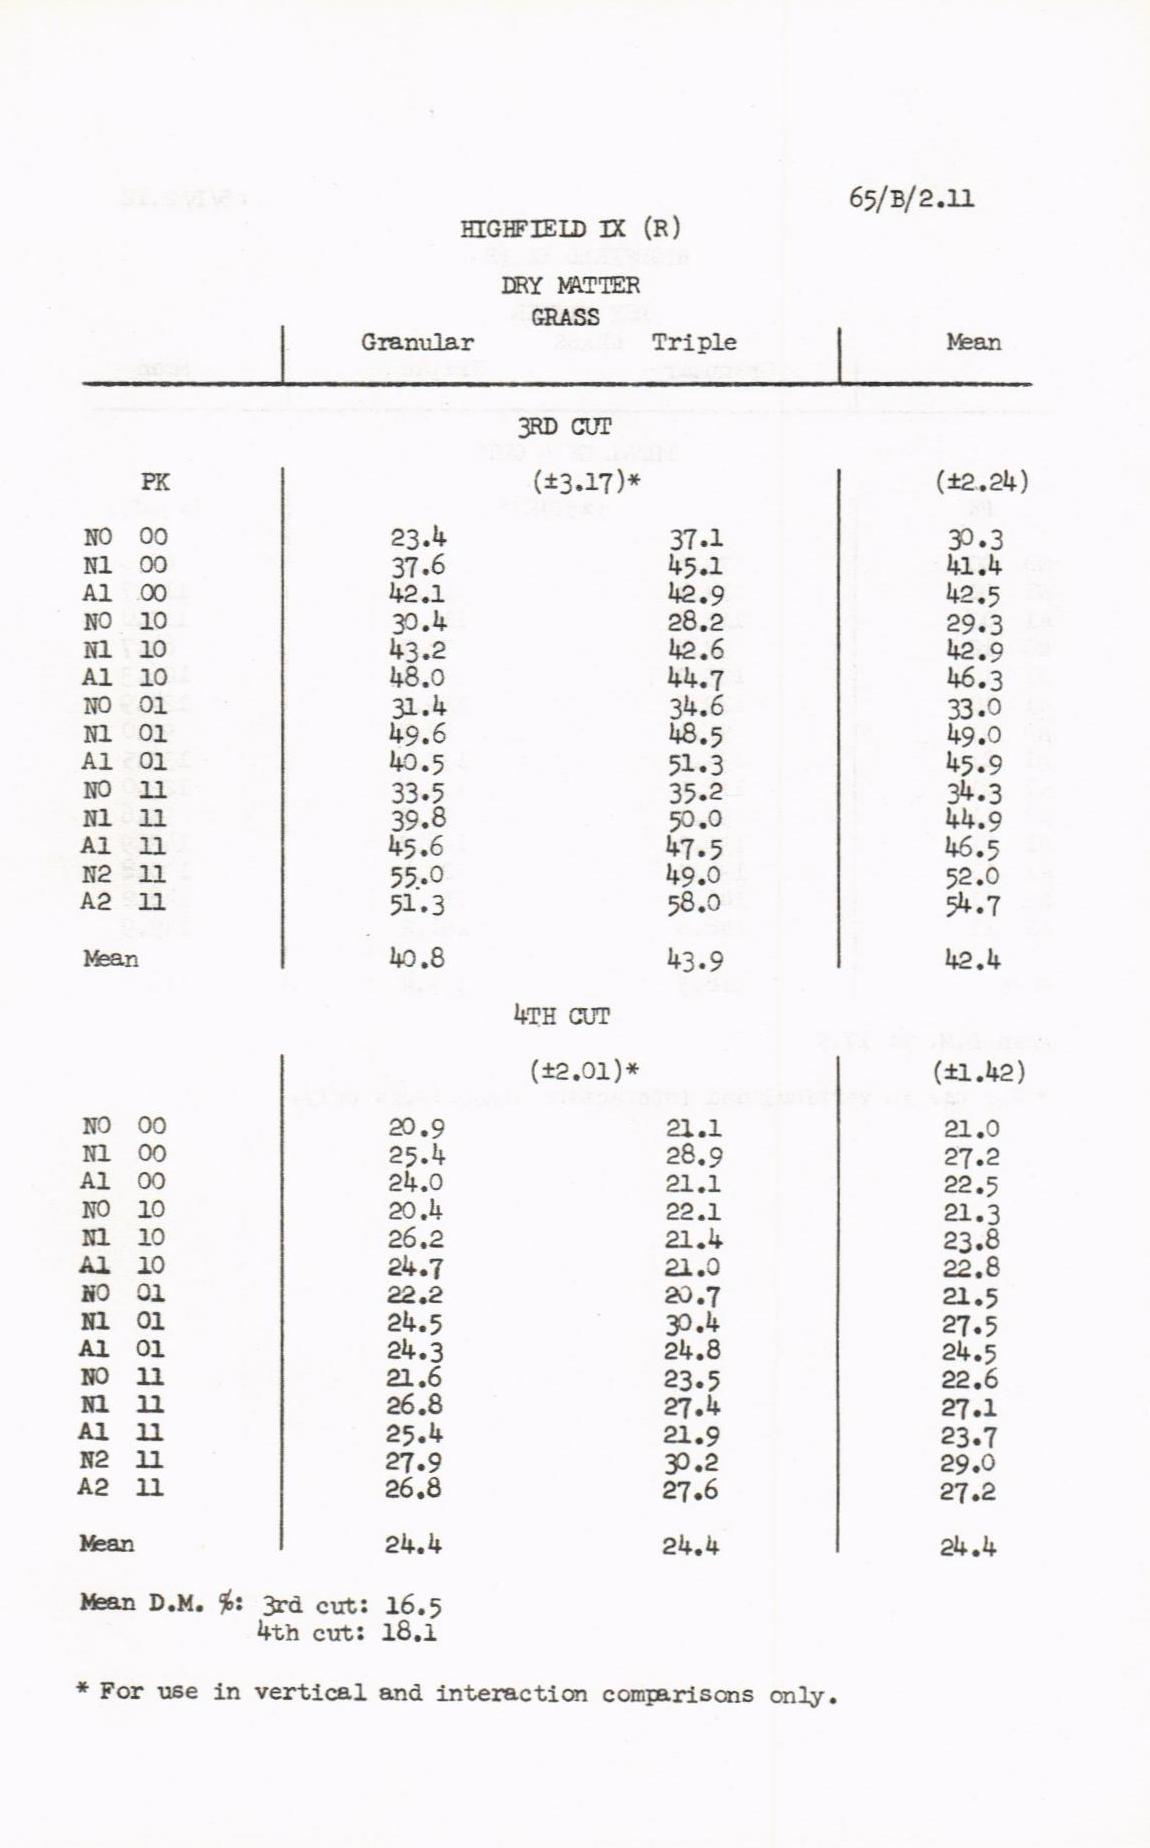 65/B/2.11
HIGHFIELD IX (R)
DRY MATTER
GRASS
Granular Triple Mean
3RD CUT
PK (±3.17)* (±2.24)
NO 00 23.4 37.1 30.3
N1 00 37.6 45.1 41.4
A1 00 42.1 42.9 42.5
NO 10 30.4 28.2 29.3
N1 10 43.2 42.6 42.9
A1 10 48.0 44.7 46.3
NO 01 31.4 34.6 33.0
N1 01 49.6 48.5 49.0
A1 01 40.5 51.3 45.9
NO 11 33.5 35.2 34.3
N1 11 39.8 50.0 44.9
A1 11 45.6 47.5 46.5
N2 11 55.0 49.0 52.0
A2 11 51.3 58.0 54.7
Mean 40.8 43.9 42.4
4TH CUT
(±2.01)* (±1.42)
NO 00 20.9 21.1 21.0
N1 00 25.4 28.9 27.2
A1 00 24.0 21.1 22.5
NO 10 20.4 22.1 21.3
N1 10 26.2 21.4 23.8
A1 10 24.7 21.0 22.8
NO 01 22.2 20.7 21.5
N1 01 24.5 30.4 27.5
A1 01 24.3 24.8 24.5
NO 11 21.6 23.5 22.6
N1 11 26.8 27.4 27.1
A1 11 25.4 21.9 23.7
N2 11 27.9 30.2 29.0
A2 11 26.8 27.6 27.2
Mean 24.4 24.4 24.4
Mean D.M. %: 3rd cut: 16.5
4th cut: 18.1
* For use in vertical and interaction comparisons only.